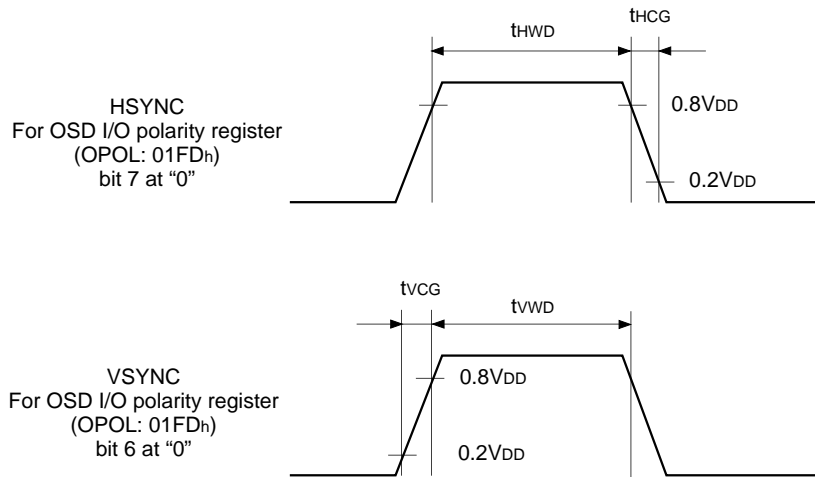 tHWD
tHCG
HSYNC
For OSD I/O polarity register
(OPOL: 01FDh)
bit 7 at “0”
0.8VDD
0.2VDD
tVCG
tVWD
VSYNC
For OSD I/O polarity register
(OPOL: 01FDh)
bit 6 at “0”
0.8VDD
0.2VDD